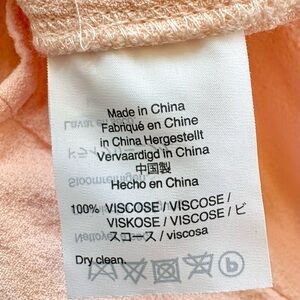 Made in China
Fabriqué en Chine
in China Hergestellt
Vervaardigd in China
中国製
Hecho en China
100% VISCOSE / VISCOSE /
VISKOSE / VISCOSE / ビ
スコース / viscosa
Dry clean.